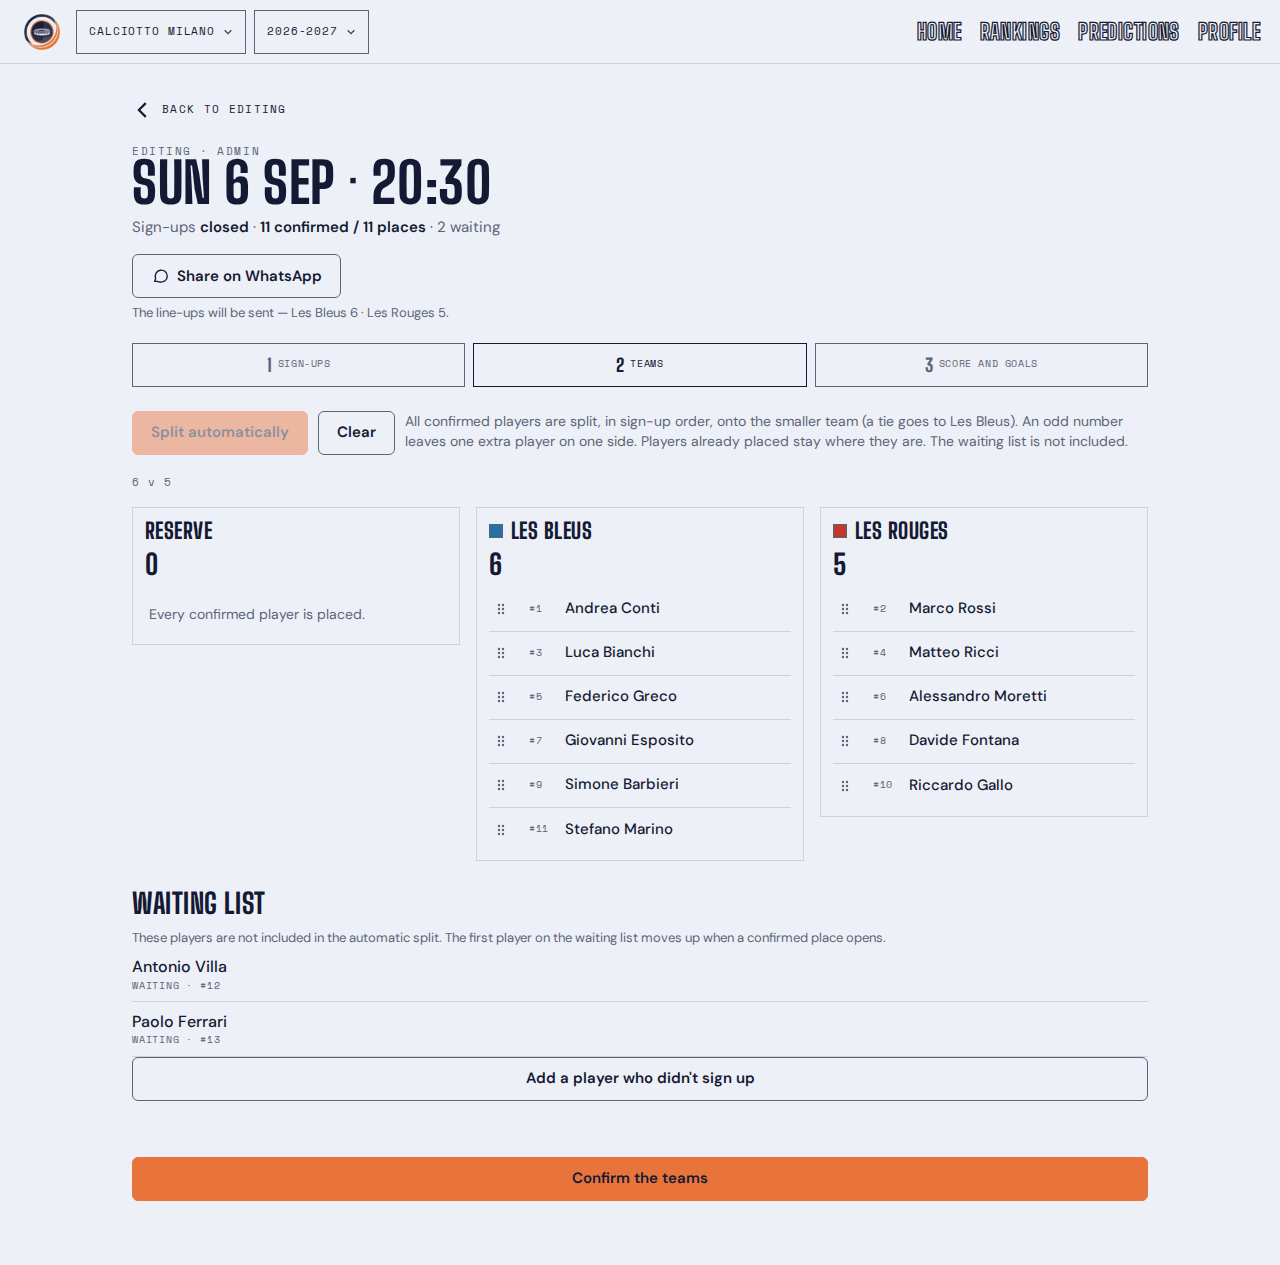 CALCIOTTO MILANO
2026-2027
HOME RANKINGS PREDICTIONS PROFILE
BACK TO EDITING
EDITING · ADMIN
SUN 6 SEP · 20:30
Sign-ups closed · 11 confirmed / 11 places · 2 waiting
Share on WhatsApp
The line-ups will be sent — Les Bleus 6 · Les Rouges 5.
1 SIGN-UPS
2 TEAMS
3 SCORE AND GOALS
Split automatically
Clear
All confirmed players are split, in sign-up order, onto the smaller team (a tie goes to Les Bleus). An odd number
leaves one extra player on one side. Players already placed stay where they are. The waiting list is not included.
6 v 5
RESERVE
0
Every confirmed player is placed.
LES BLEUS
6
#1 Andrea Conti
#3 Luca Bianchi
#5 Federico Greco
#7 Giovanni Esposito
#9 Simone Barbieri
#11 Stefano Marino
LES ROUGES
5
#2 Marco Rossi
#4 Matteo Ricci
#6 Alessandro Moretti
#8 Davide Fontana
#10 Riccardo Gallo
WAITING LIST
These players are not included in the automatic split. The first player on the waiting list moves up when a confirmed place opens.
Antonio Villa
WAITING · #12
Paolo Ferrari
WAITING · #13
Add a player who didn't sign up
Confirm the teams